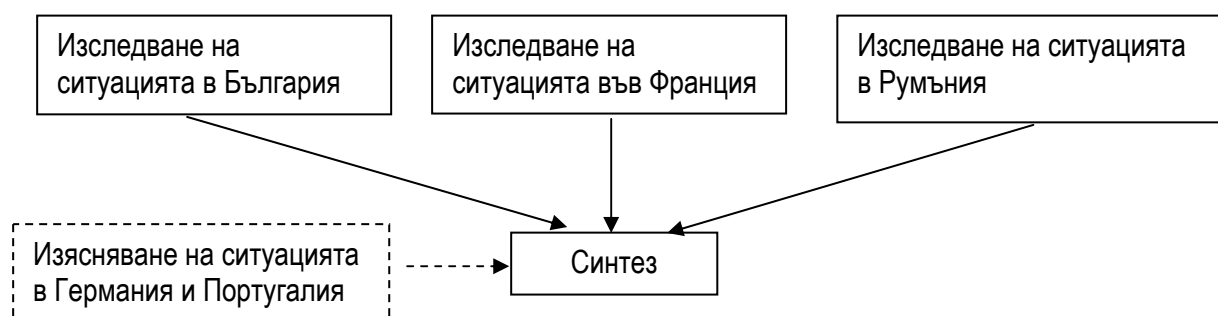 Изследване на
ситуацията в България
Изследване на
ситуацията във Франция
Изследване на ситуацията
в Румъния
Изясняване на ситуацията
в Германия и Португалия
Синтез